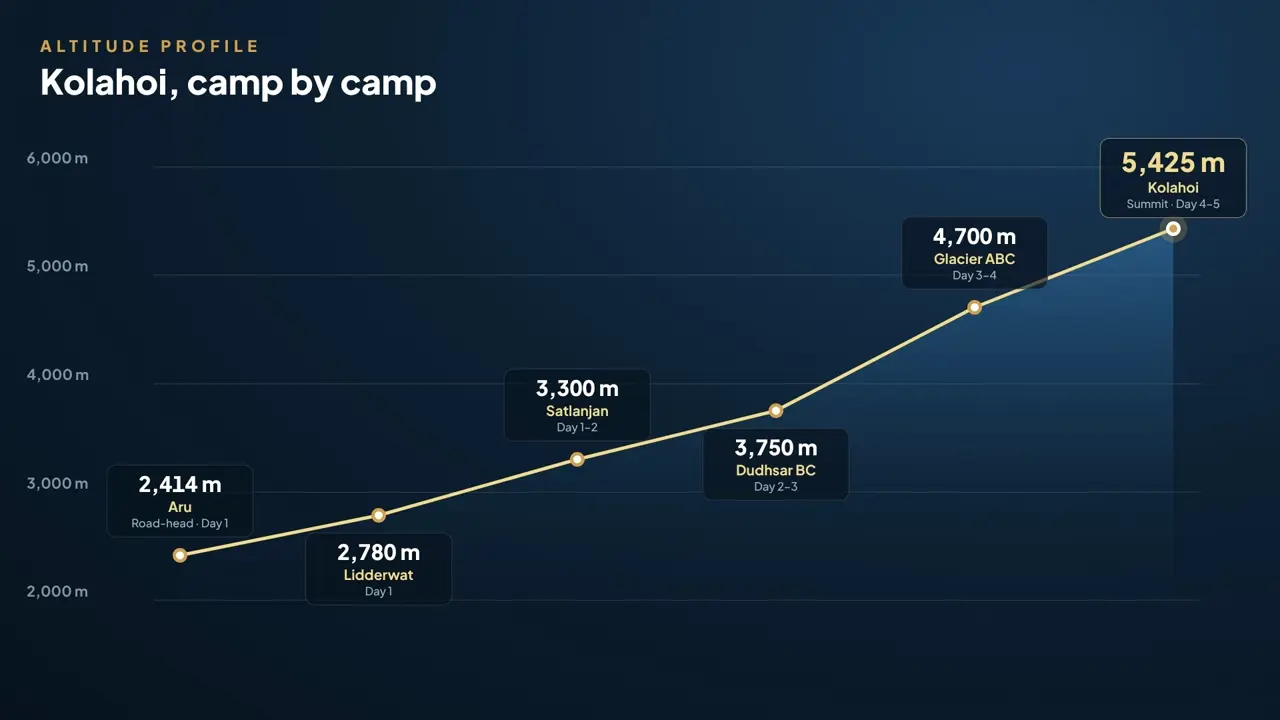 ALTITUDE PROFILE
Kolahoi, camp by camp
6,000 m
5,000 m
4,000 m
3,000 m
2,000 m
2,414 m
Aru
Road-head · Day 1
2,780 m
Lidderwat
Day 1
3,300 m
Satlanjan
Day 1–2
3,750 m
Dudhsar BC
Day 2–3
4,700 m
Glacier ABC
Day 3–4
5,425 m
Kolahoi
Summit · Day 4–5